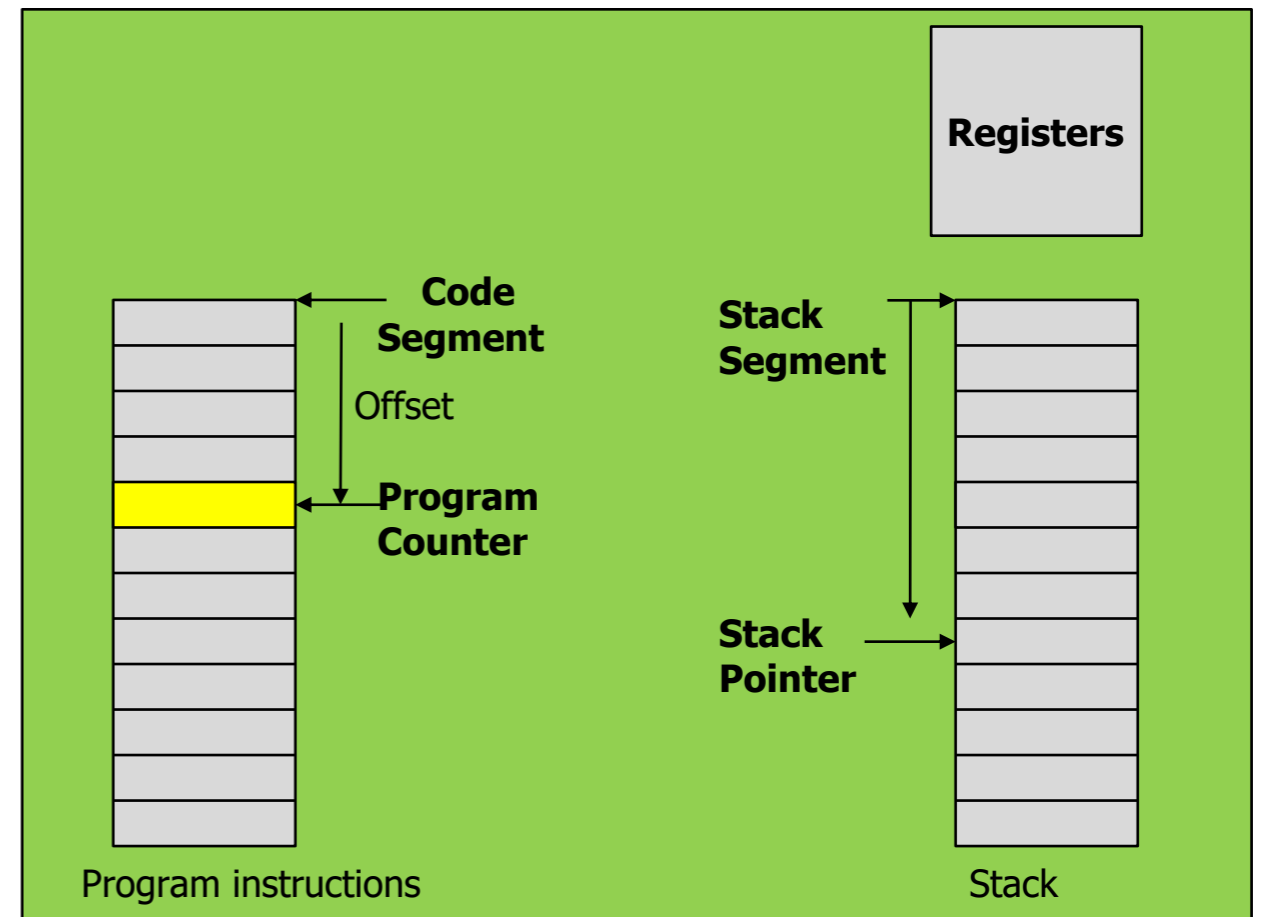 Registers
Code
Segment
Offset
Program
Counter
Stack
Segment
Stack
Pointer
Program instructions
Stack